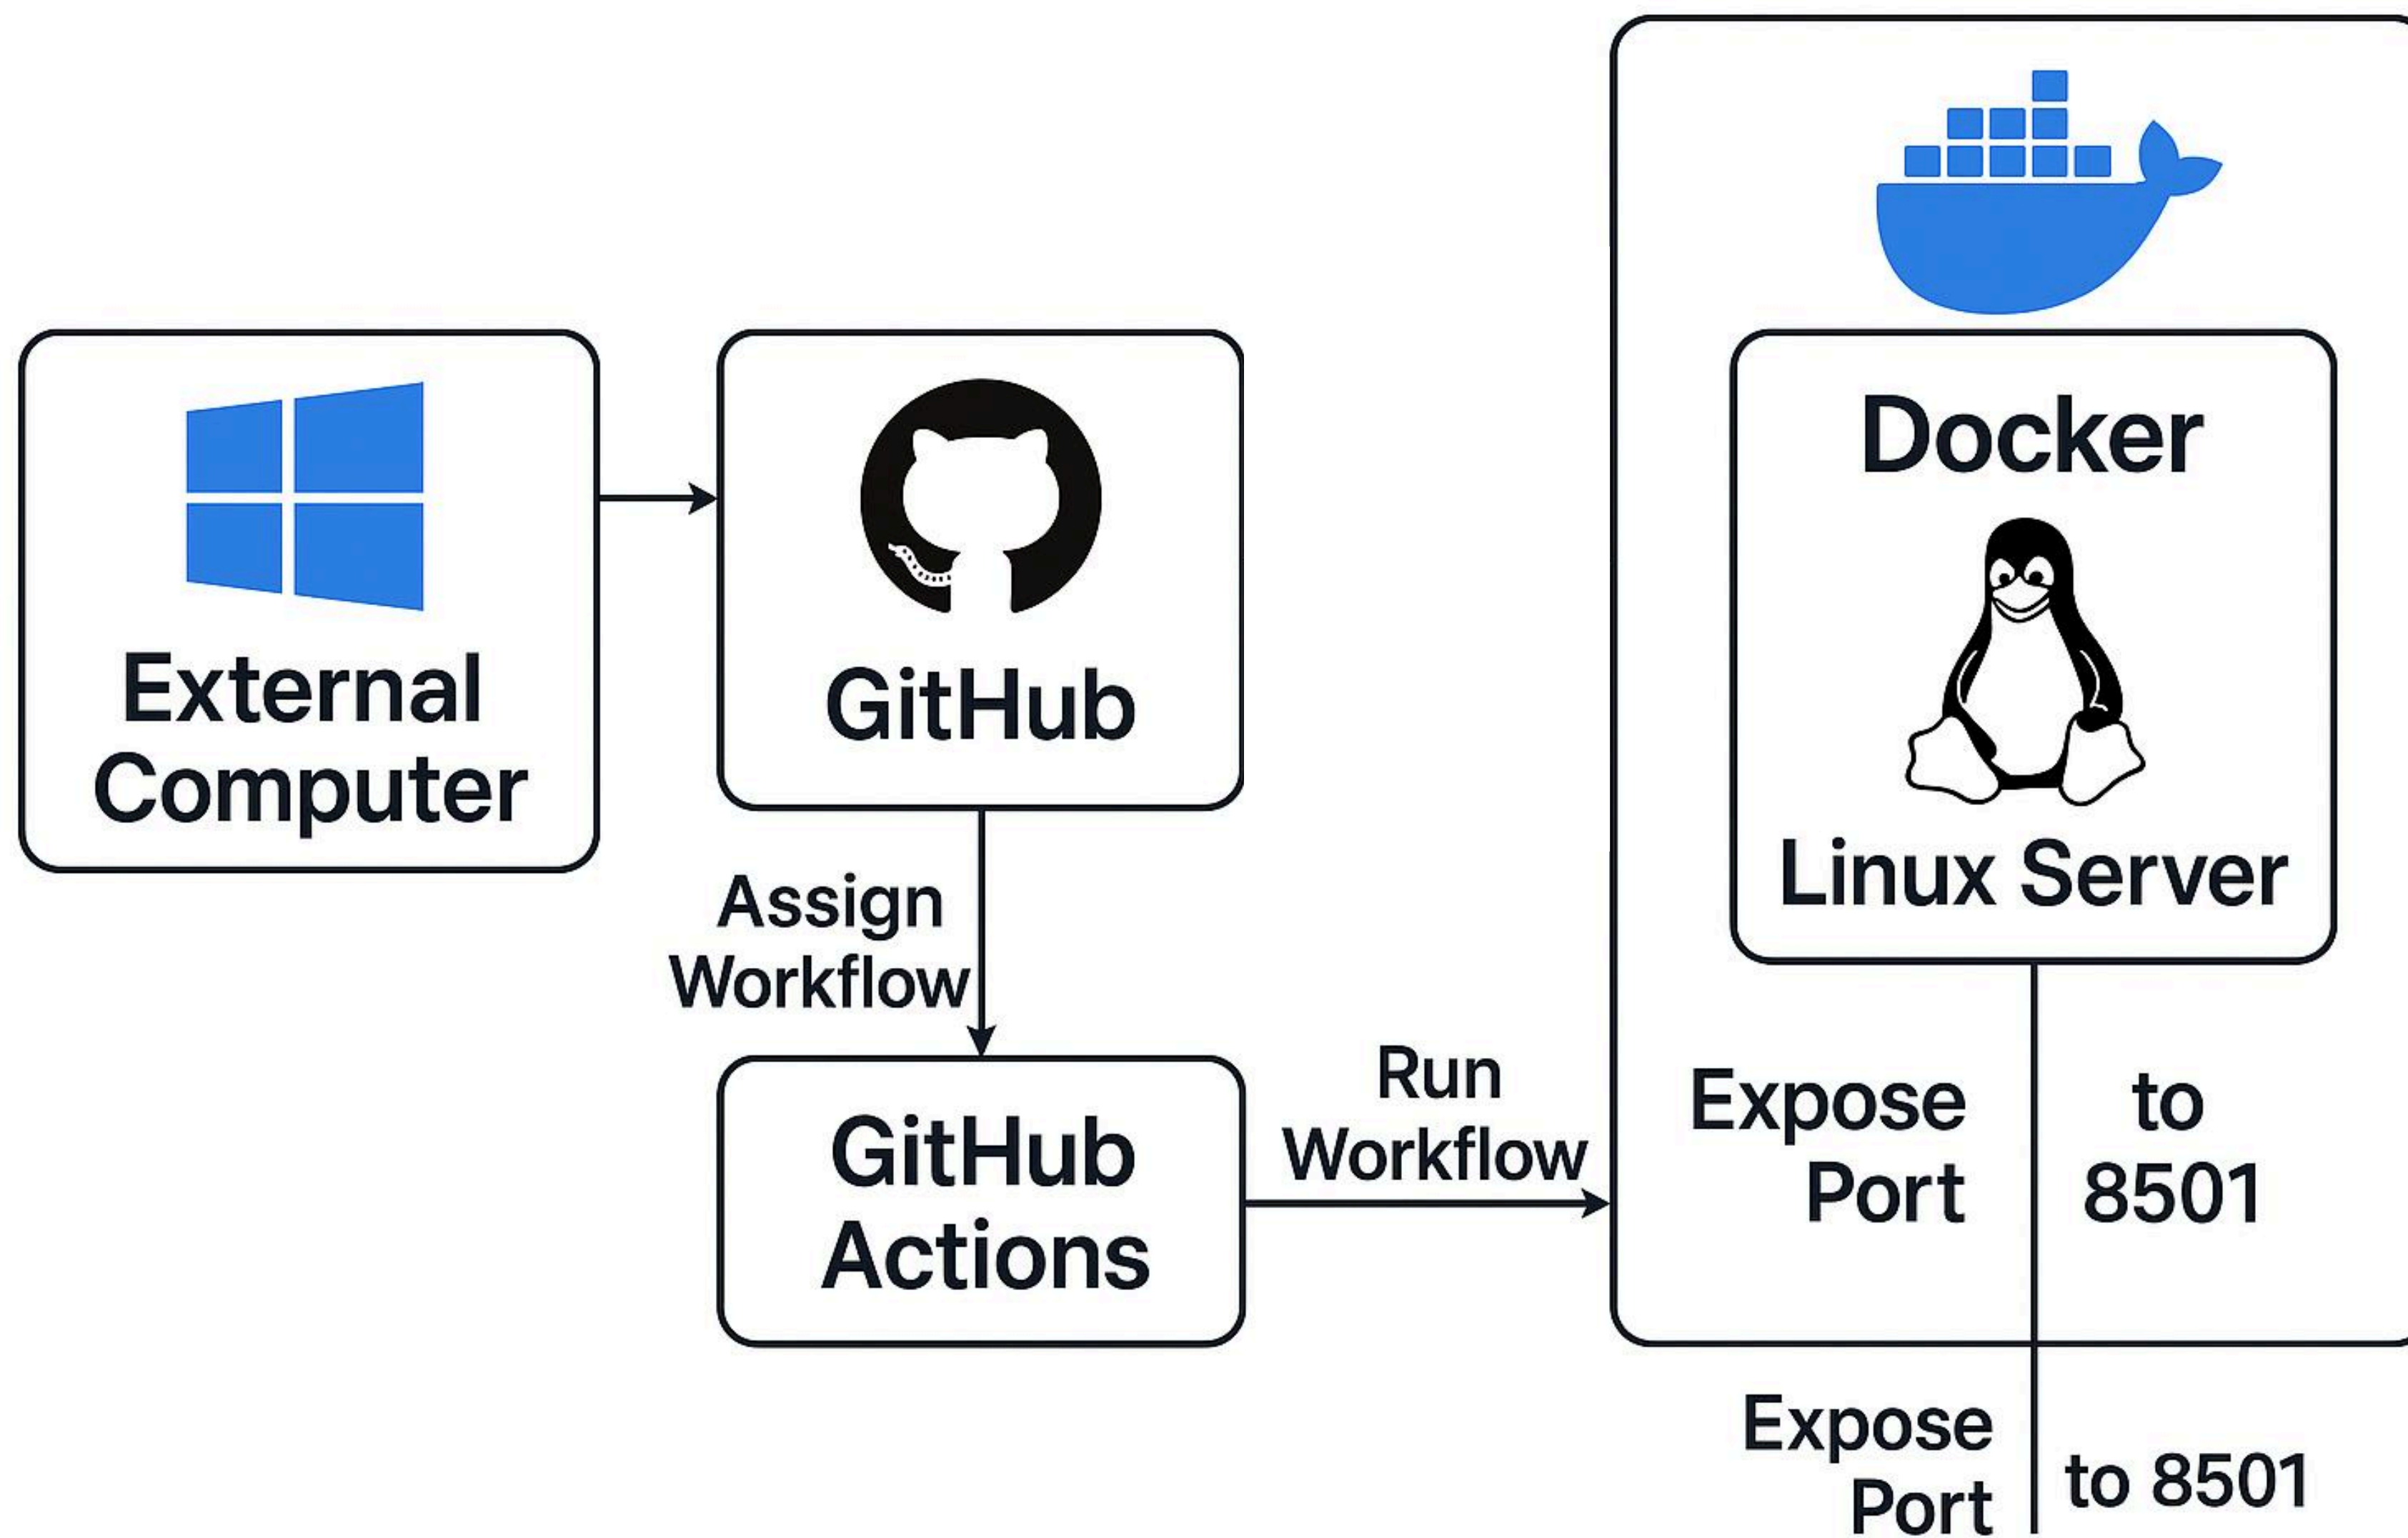 External
Computer
GitHub
Assign
Workflow
GitHub
Actions
Run
Workflow
Docker
Linux Server
Expose
Port
to
8501
Expose
Port
to 8501